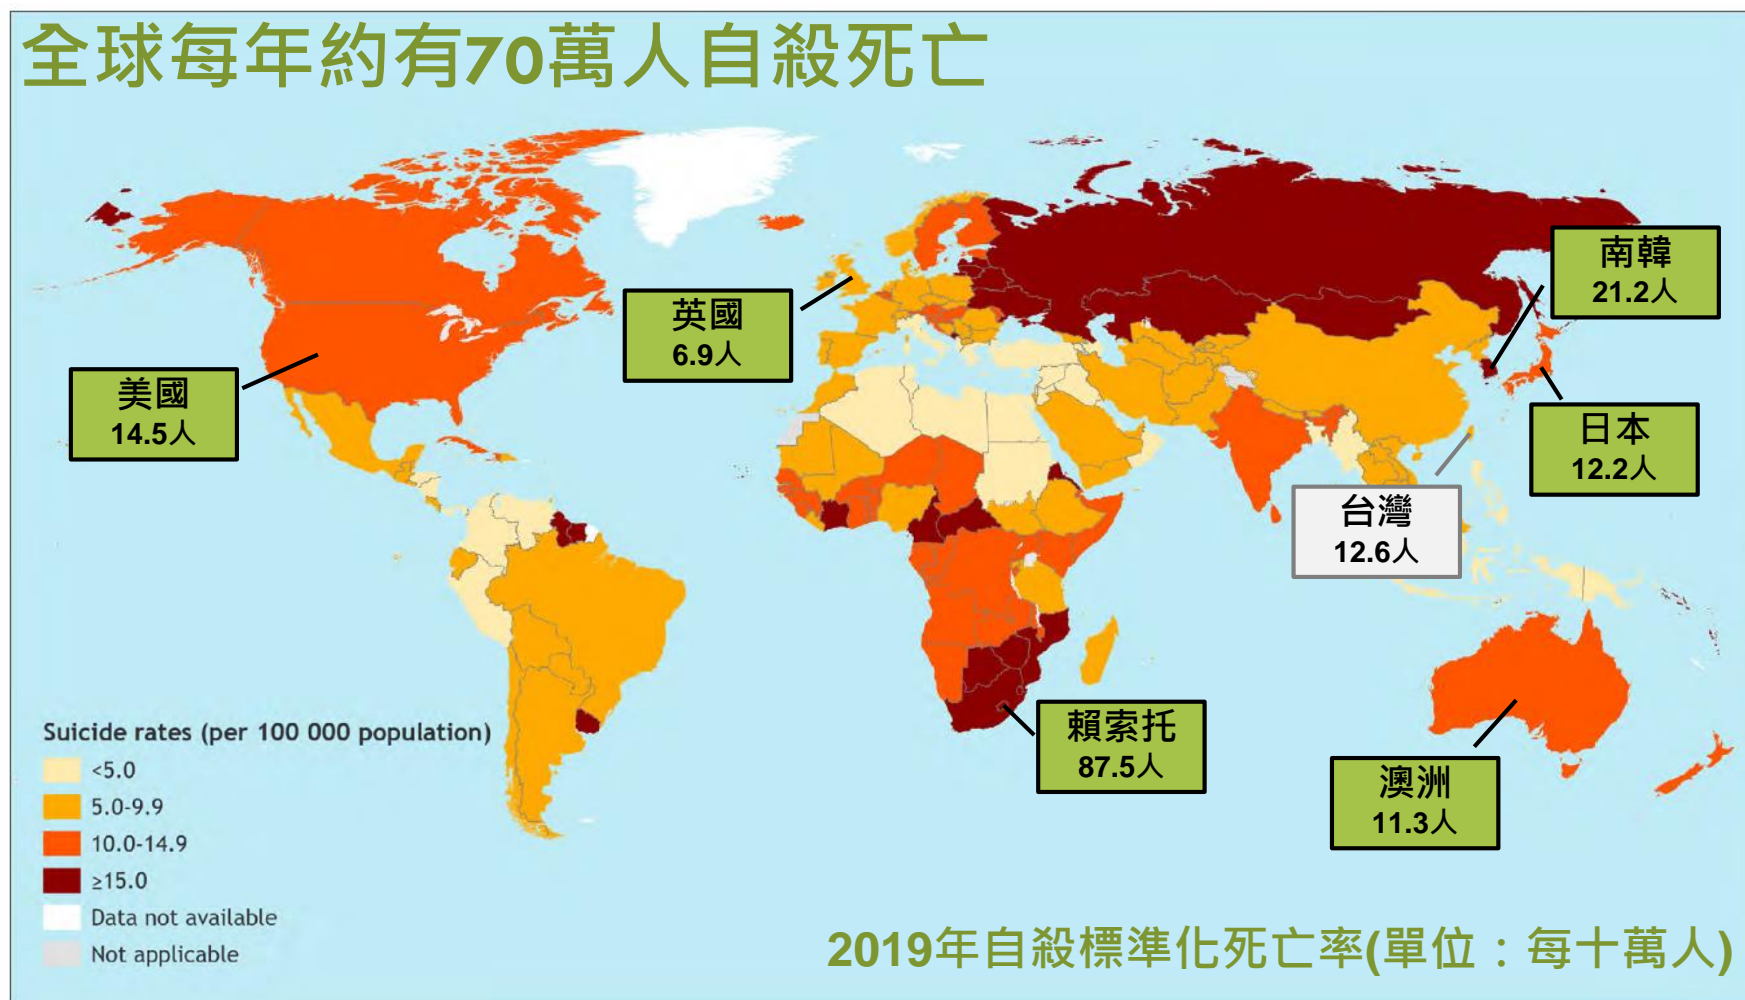 全球每年約有70萬人自殺死亡
南韓
21.2人
英國
6.9人
美國
14.5人
日本
12.2人
台灣
12.6人
賴索托
87.5人
澳洲
11.3人
Suicide rates (per 100 000 population)
<5.0
5.0-9.9
10.0-14.9
≥15.0
Data not available
Not applicable
2019年自殺標準化死亡率(單位：每十萬人)